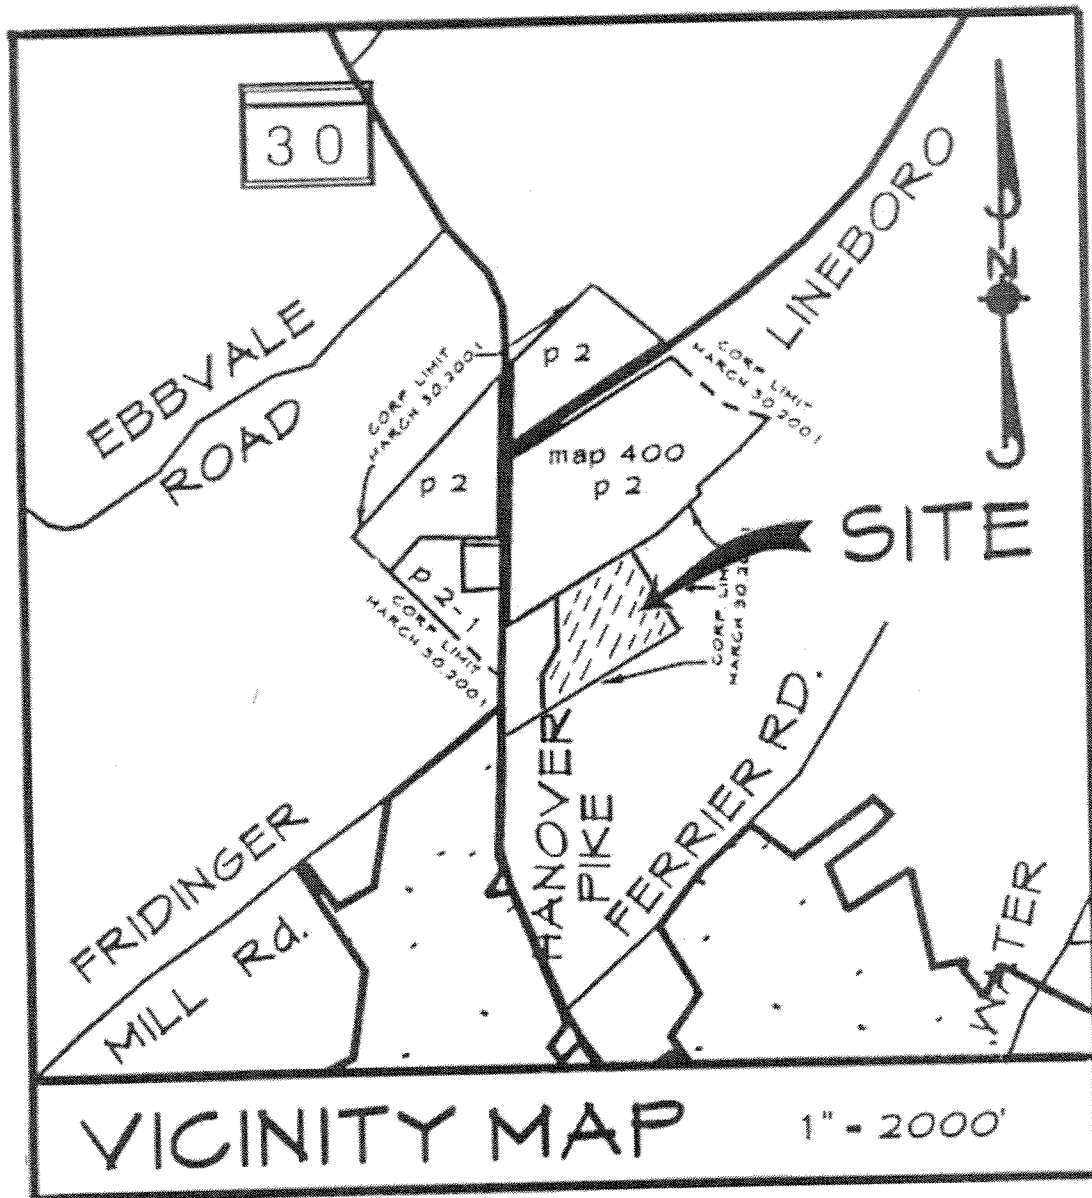 30
LINEBORO
N
EBBVALE
ROAD
CORP LIMIT
MARCH 30.2001
p 2
CORP LIMIT
MARCH 30.2001
p 2
map 400
p 2
SITE
p 2-1
CORP LIMIT
MARCH 30.2001
CORP LIMIT
MARCH 30.2001
HANOVER
PIKE
FERRIER RD.
FRIDINGER
MILL Rd.
WATER
VICINITY MAP
1" = 2000'